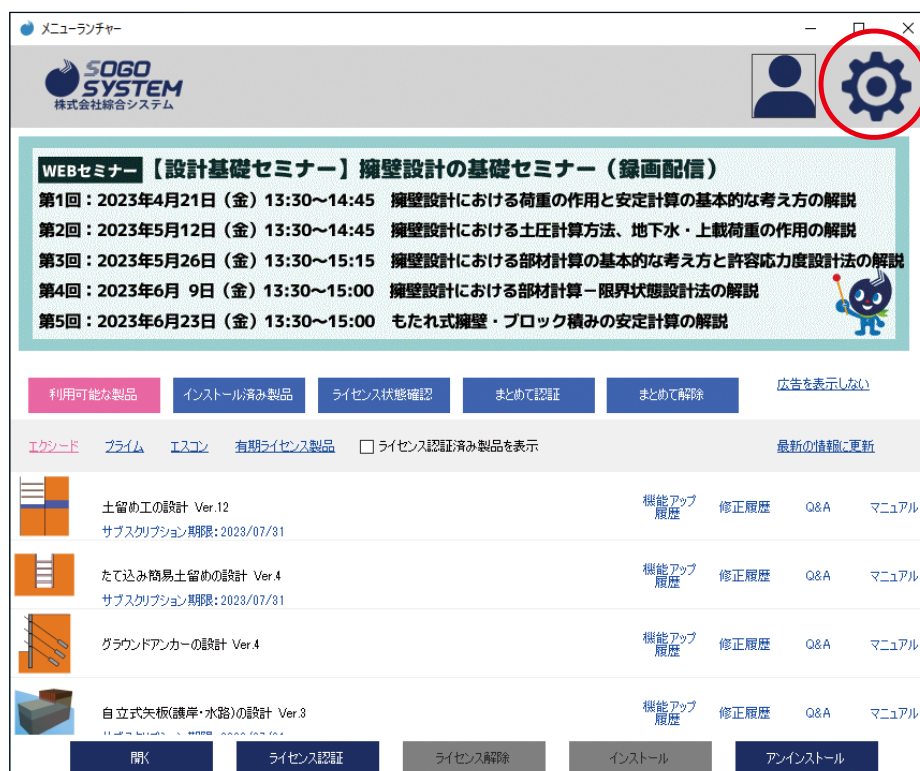 メニューランチャー
SOGO
SYSTEM
株式会社綜合システム
WEBセミナー 【設計基礎セミナー】擁壁設計の基礎セミナー（録画配信）
第1回：2023年4月21日（金）13:30～14:45 擁壁設計における荷重の作用と安定計算の基本的な考え方の解説
第2回：2023年5月12日（金）13:30～14:45 擁壁設計における土圧計算方法、地下水・上載荷重の作用の解説
第3回：2023年5月26日（金）13:30～15:15 擁壁設計における部材計算の基本的な考え方と許容応力度設計法の解説
第4回：2023年6月 9日（金）13:30～15:00 擁壁設計における部材計算－限界状態設計法の解説
第5回：2023年6月23日（金）13:30～15:00 もたれ式擁壁・ブロック積みの安定計算の解説
利用可能な製品 インストール済み製品 ライセンス状態確認 まとめて認証 まとめて解除 広告を表示しない
エクシード プライム エスコン 有期ライセンス製品 ライセンス認証済み製品を表示 最新の情報に更新
土留め工の設計 Ver.12 機能アップ履歴 修正履歴 Q&A マニュアル
サブスクリプション期限：2023/07/31
たて込み簡易土留めの設計 Ver.4 機能アップ履歴 修正履歴 Q&A マニュアル
サブスクリプション期限：2023/07/31
グラウンドアンカーの設計 Ver.4 機能アップ履歴 修正履歴 Q&A マニュアル
自立式矢板(護岸・水路)の設計 Ver.3 機能アップ履歴 修正履歴 Q&A マニュアル
開く ライセンス認証 ライセンス解除 インストール アンインストール